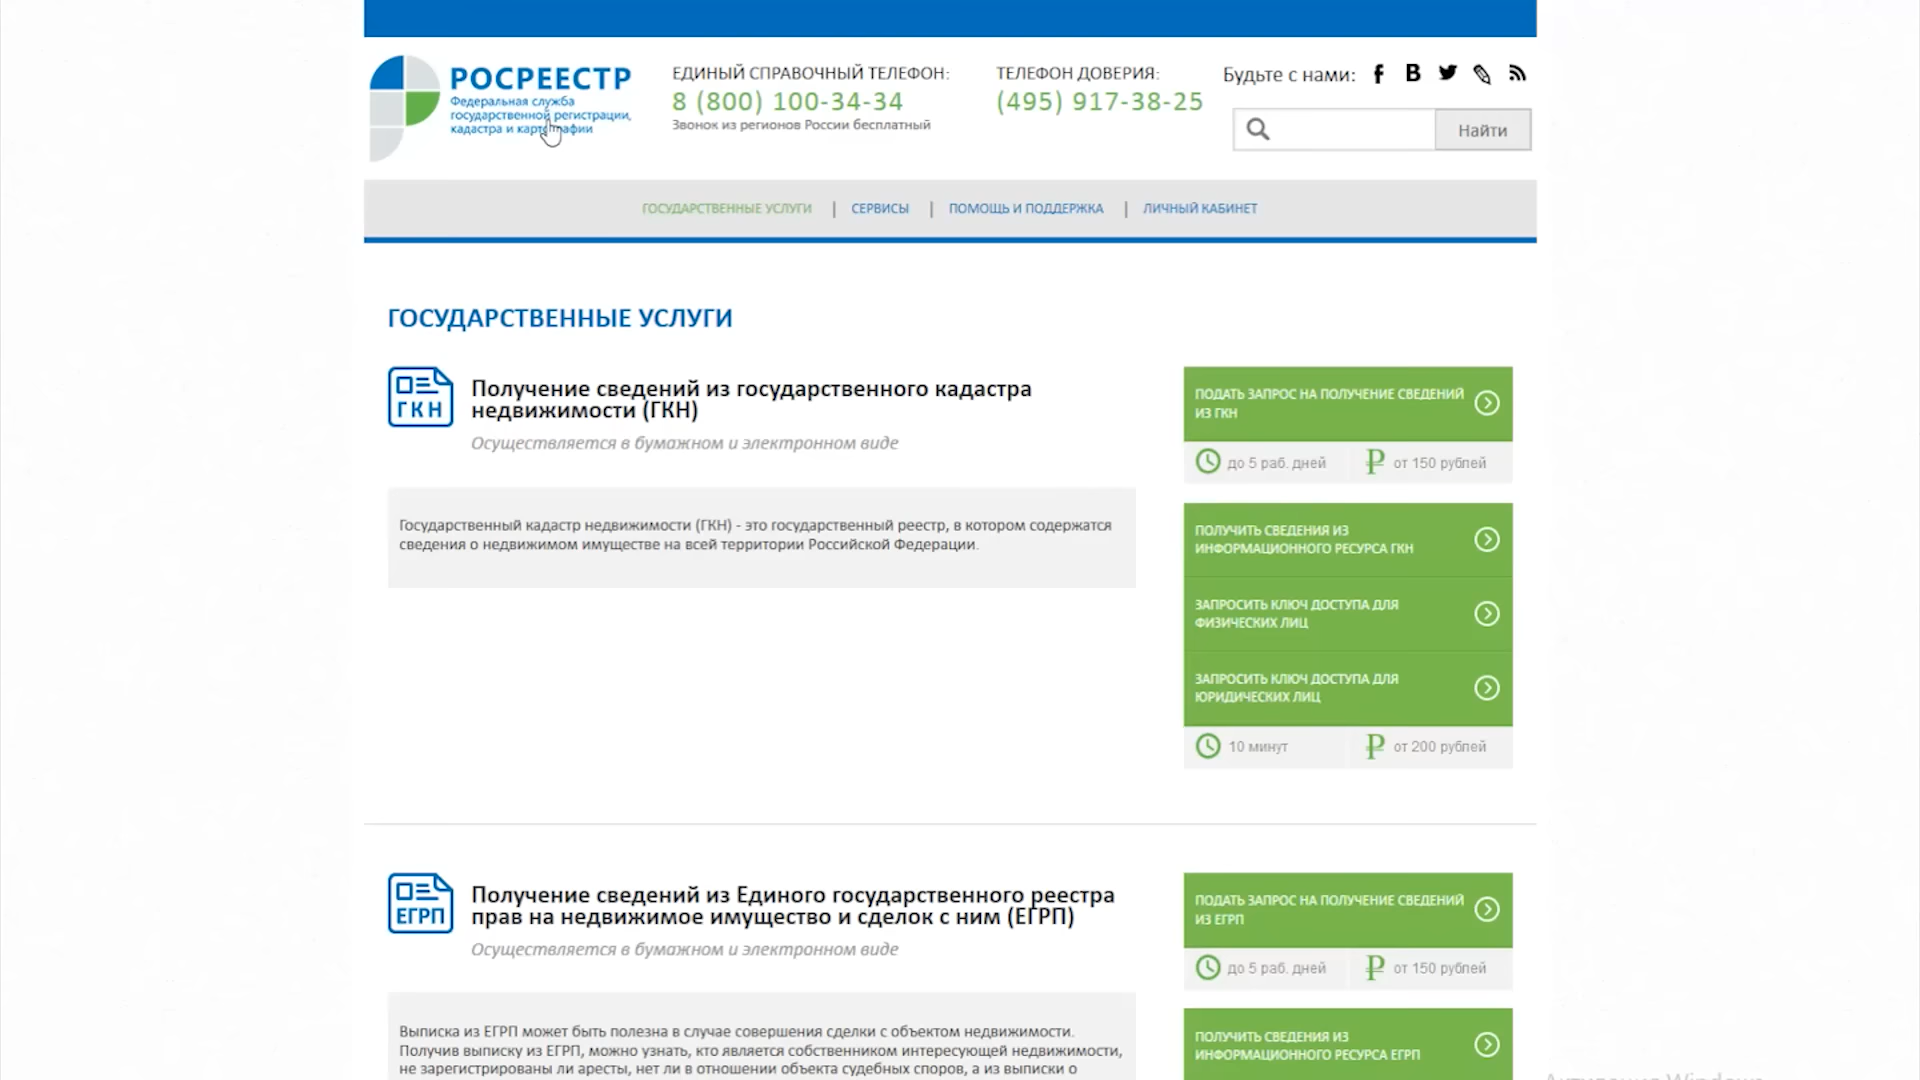 РОСРЕЕСТР
Федеральная служба
государственной регистрации,
кадастра и картографии
ЕДИНЫЙ СПРАВОЧНЫЙ ТЕЛЕФОН:
8 (800) 100-34-34
Звонок из регионов России бесплатный
ТЕЛЕФОН ДОВЕРИЯ:
(495) 917-38-25
Будьте с нами:
Найти
ГОСУДАРСТВЕННЫЕ УСЛУГИ | СЕРВИСЫ | ПОМОЩЬ И ПОДДЕРЖКА | ЛИЧНЫЙ КАБИНЕТ
ГОСУДАРСТВЕННЫЕ УСЛУГИ
ГКН
Получение сведений из государственного кадастра
недвижимости (ГКН)
Осуществляется в бумажном и электронном виде
Государственный кадастр недвижимости (ГКН) - это государственный реестр, в котором содержатся
сведения о недвижимом имуществе на всей территории Российской Федерации.
ПОДАТЬ ЗАПРОС НА ПОЛУЧЕНИЕ СВЕДЕНИЙ
ИЗ ГКН
до 5 раб. дней
от 150 рублей
ПОЛУЧИТЬ СВЕДЕНИЯ ИЗ
ИНФОРМАЦИОННОГО РЕСУРСА ГКН
ЗАПРОСИТЬ КЛЮЧ ДОСТУПА ДЛЯ
ФИЗИЧЕСКИХ ЛИЦ
ЗАПРОСИТЬ КЛЮЧ ДОСТУПА ДЛЯ
ЮРИДИЧЕСКИХ ЛИЦ
10 минут
от 200 рублей
ЕГРП
Получение сведений из Единого государственного реестра
прав на недвижимое имущество и сделок с ним (ЕГРП)
Осуществляется в бумажном и электронном виде
Выписка из ЕГРП может быть полезна в случае совершения сделки с объектом недвижимости.
Получив выписку из ЕГРП, можно узнать, кто является собственником интересующей недвижимости,
не зарегистрированы ли аресты, нет ли в отношении объекта судебных споров, а из выписки о
ПОДАТЬ ЗАПРОС НА ПОЛУЧЕНИЕ СВЕДЕНИЙ
ИЗ ЕГРП
до 5 раб. дней
от 150 рублей
ПОЛУЧИТЬ СВЕДЕНИЯ ИЗ
ИНФОРМАЦИОННОГО РЕСУРСА ЕГРП